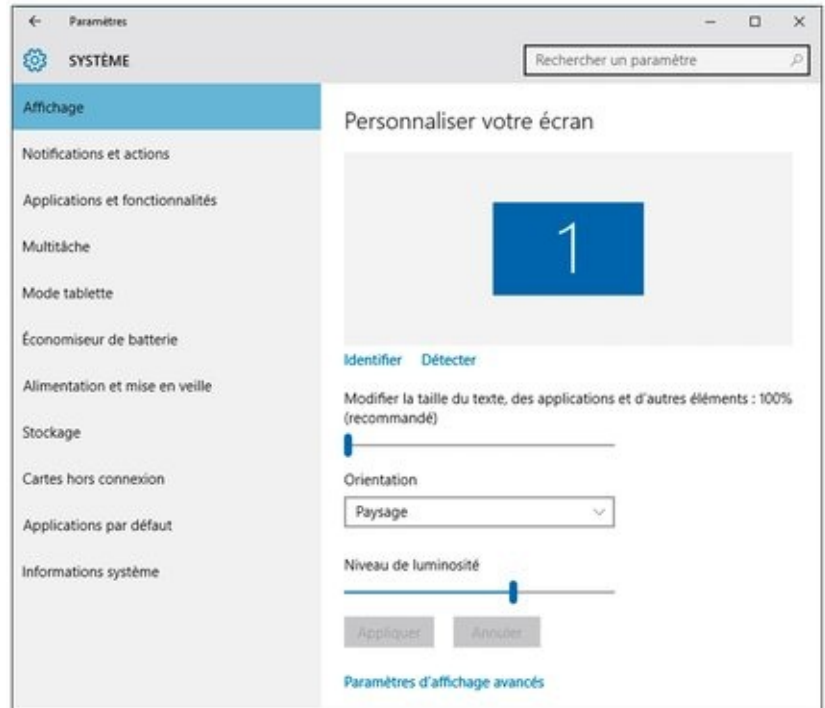 Paramètres
SYSTÈME
Rechercher un paramètre
Affichage
Notifications et actions
Applications et fonctionnalités
Multitâche
Mode tablette
Économiseur de batterie
Alimentation et mise en veille
Stockage
Cartes hors connexion
Applications par défaut
Informations système
Personnaliser votre écran
1
Identifier Détecter
Modifier la taille du texte, des applications et d'autres éléments : 100%
(recommandé)
Orientation
Paysage
Niveau de luminosité
Appliquer Annuler
Paramètres d'affichage avancés